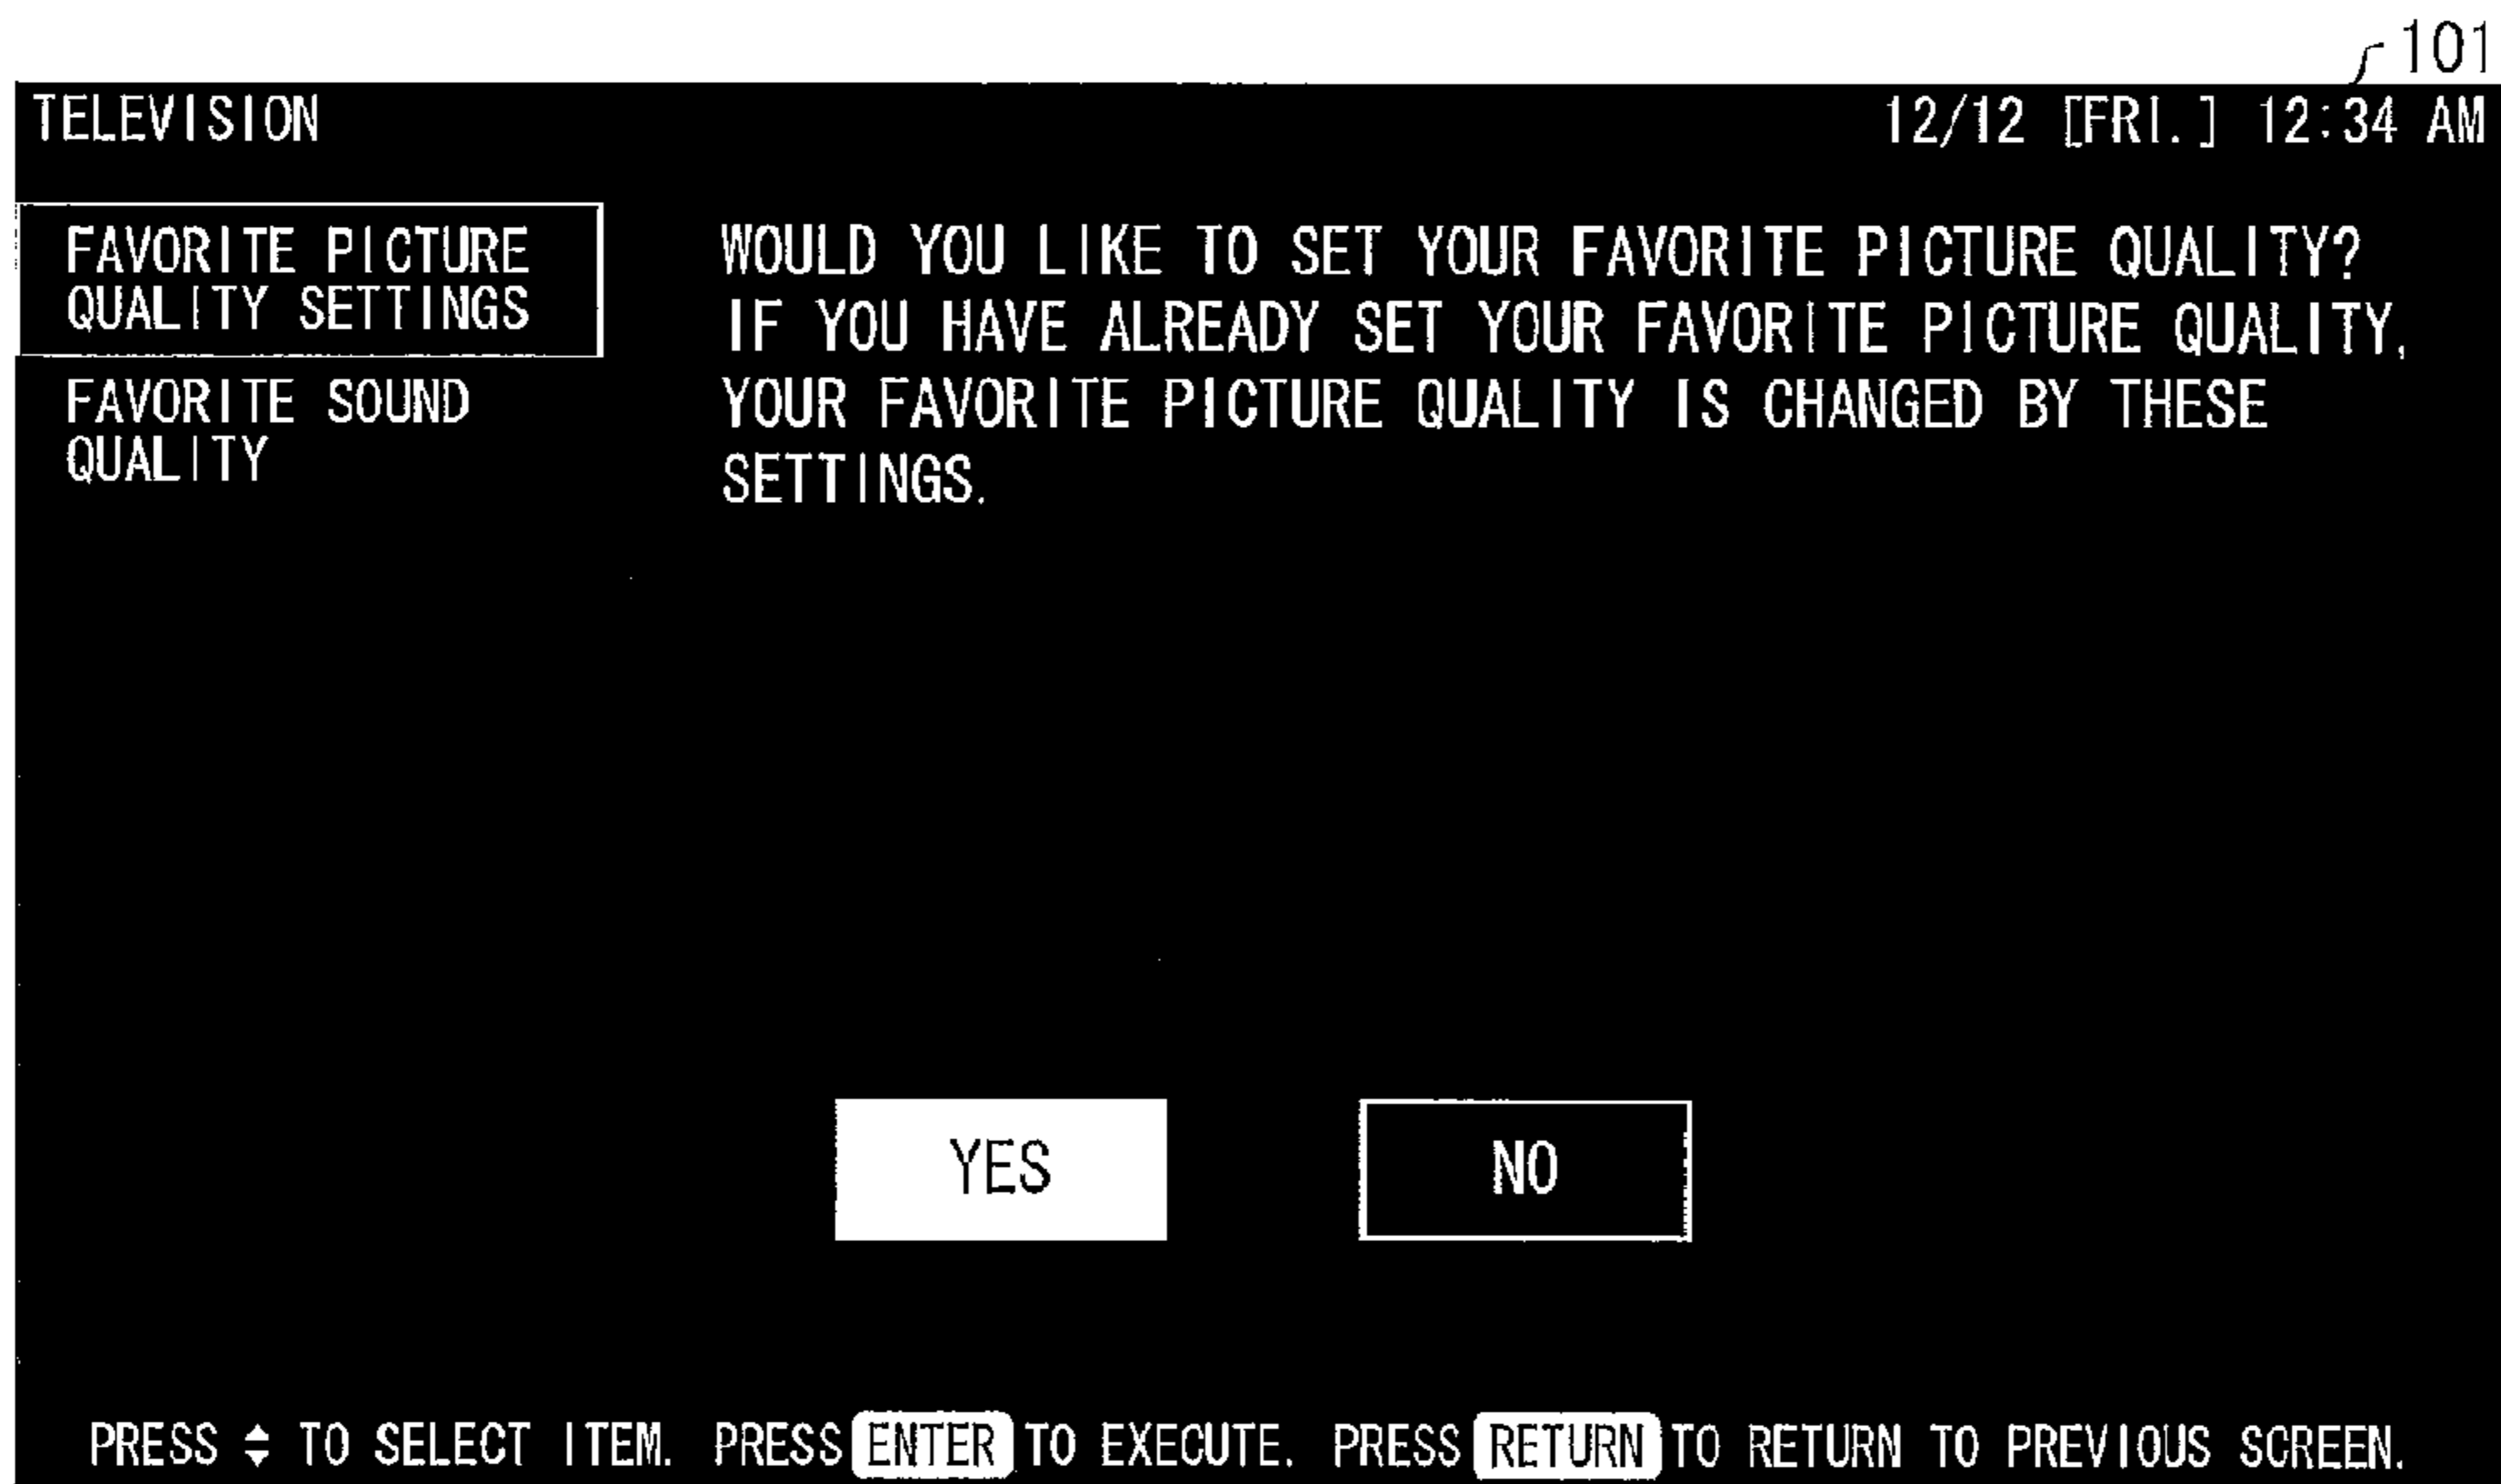 101
TELEVISION 12/12 [FRI.] 12:34 AM
FAVORITE PICTURE
QUALITY SETTINGS
FAVORITE SOUND
QUALITY
WOULD YOU LIKE TO SET YOUR FAVORITE PICTURE QUALITY?
IF YOU HAVE ALREADY SET YOUR FAVORITE PICTURE QUALITY,
YOUR FAVORITE PICTURE QUALITY IS CHANGED BY THESE
SETTINGS.
YES NO
PRESS TO SELECT ITEM. PRESS ENTER TO EXECUTE. PRESS RETURN TO RETURN TO PREVIOUS SCREEN.